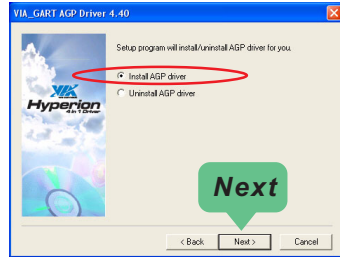 VIA_GART AGP Driver 4.40
Setup program will install/uninstall AGP driver for you.
Install AGP driver
Uninstall AGP driver
VIA
Hyperion
4 in 1 Driver
Next
< Back
Next >
Cancel